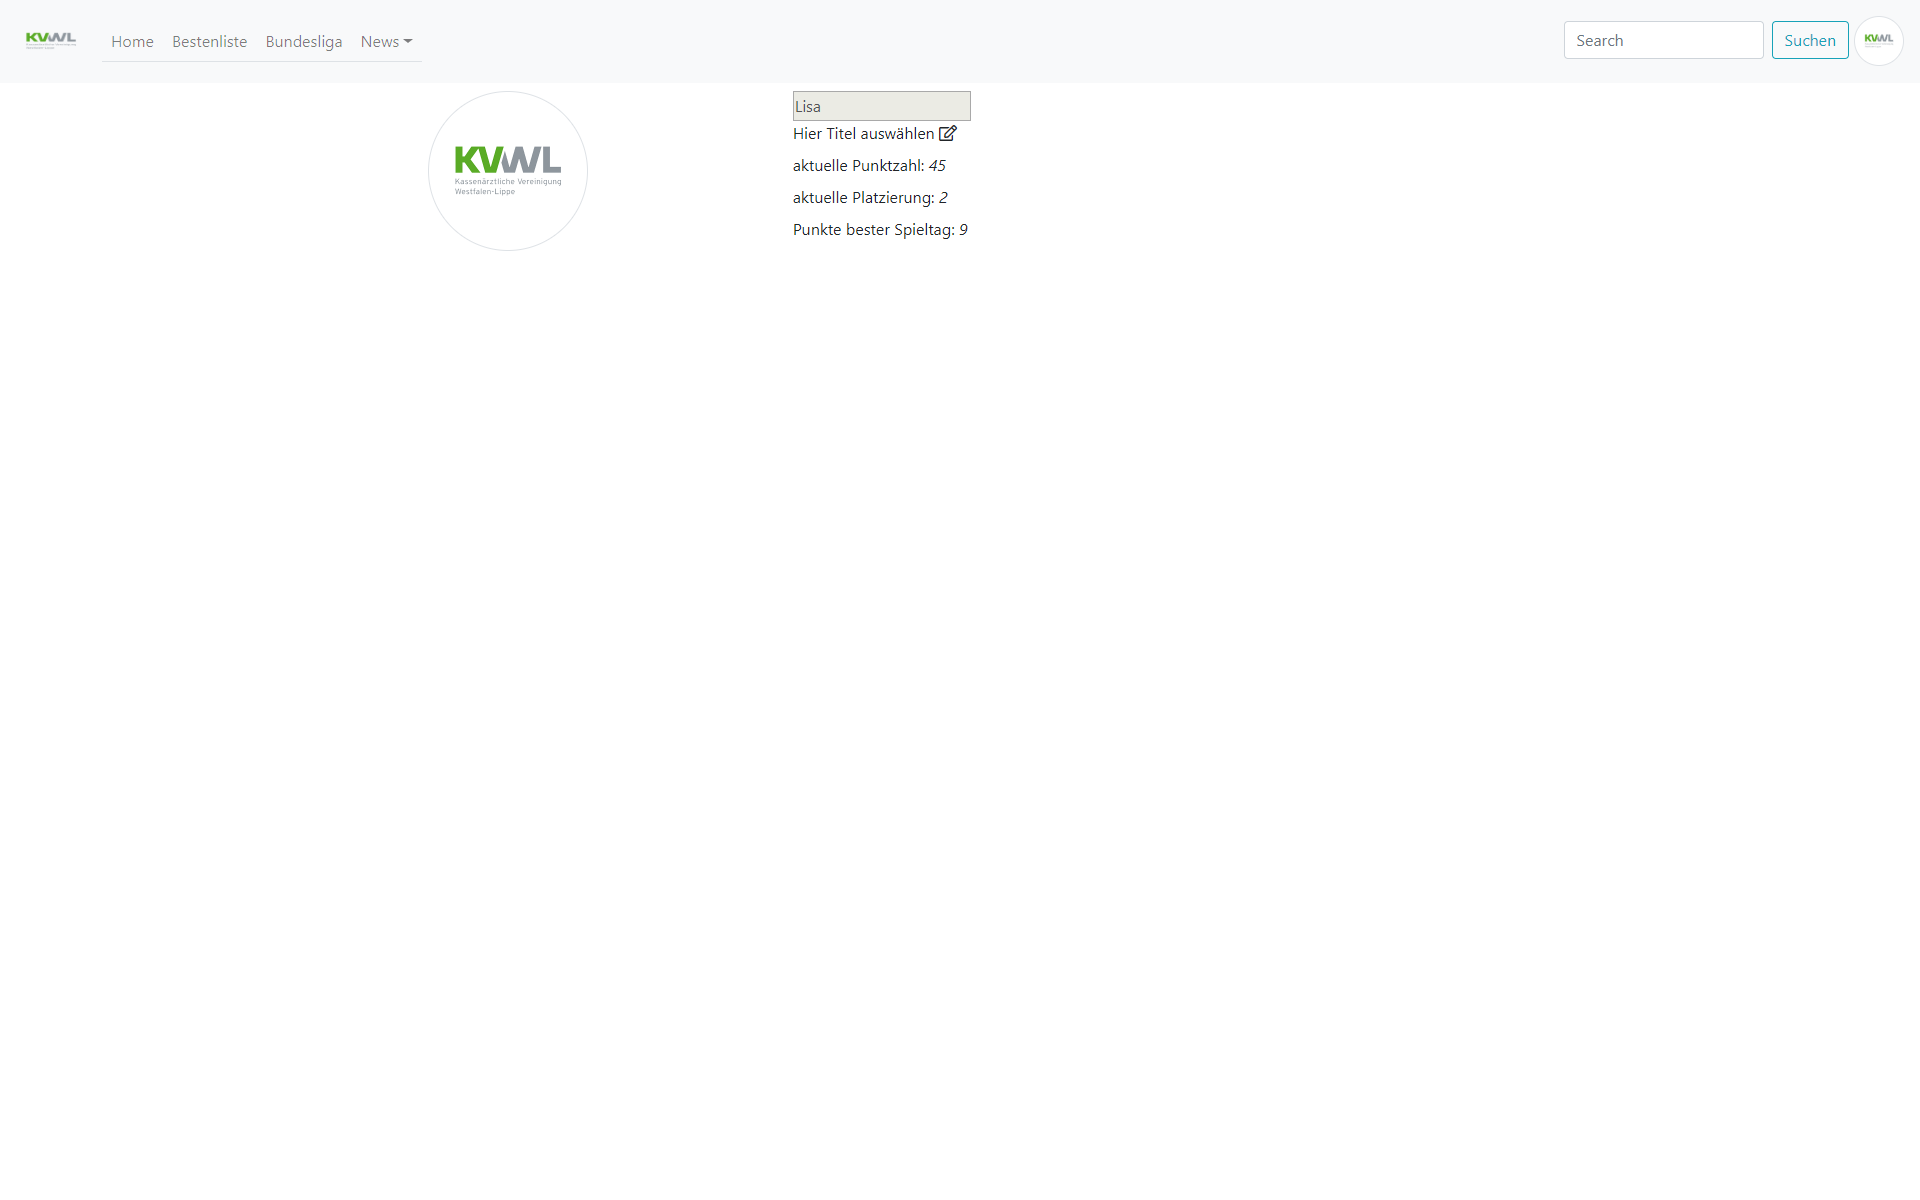 KVWL
Home Bestenliste Bundesliga News
Search Suchen
KVWL
KVWL
Kassenärztliche Vereinigung
Westfalen-Lippe
Lisa
Hier Titel auswählen
aktuelle Punktzahl: 45
aktuelle Platzierung: 2
Punkte bester Spieltag: 9